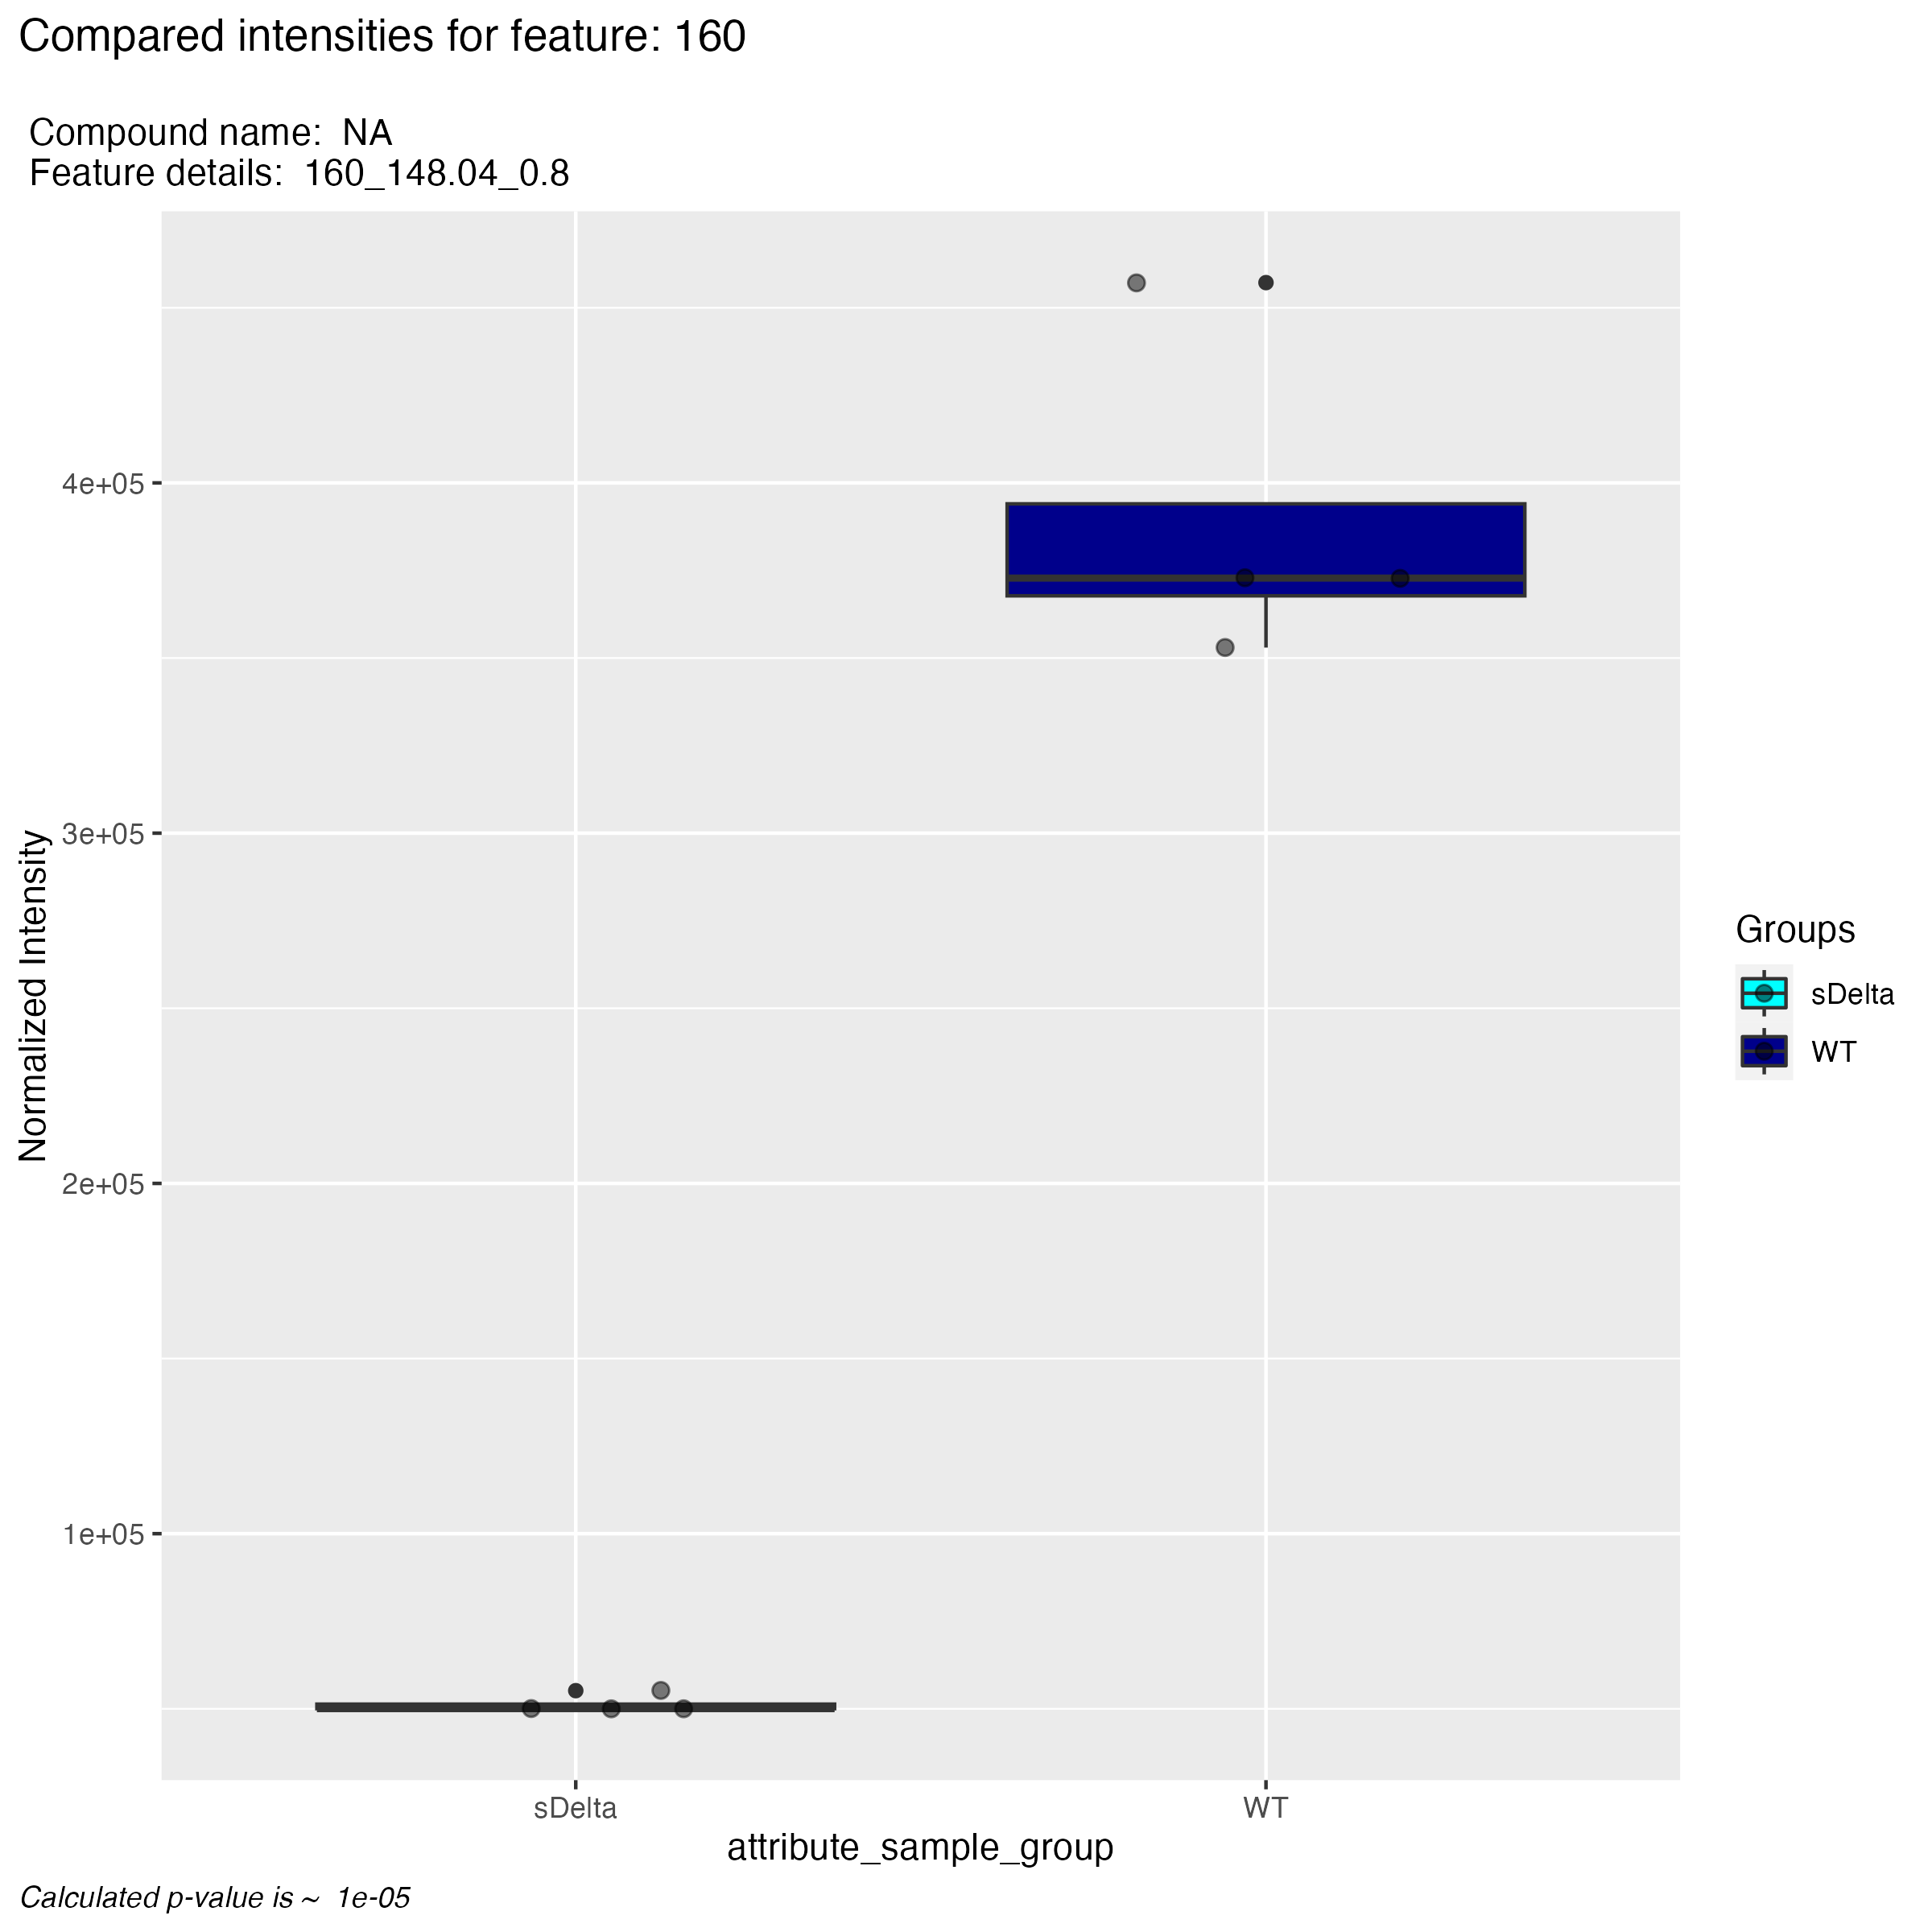 Compared intensities for feature: 160
Compound name:  NA
Feature details:  160_148.04_0.8
Normalized Intensity
4e+05
3e+05
2e+05
1e+05
sDelta
WT
attribute_sample_group
Groups
sDelta
WT
Calculated p-value is ~  1e-05